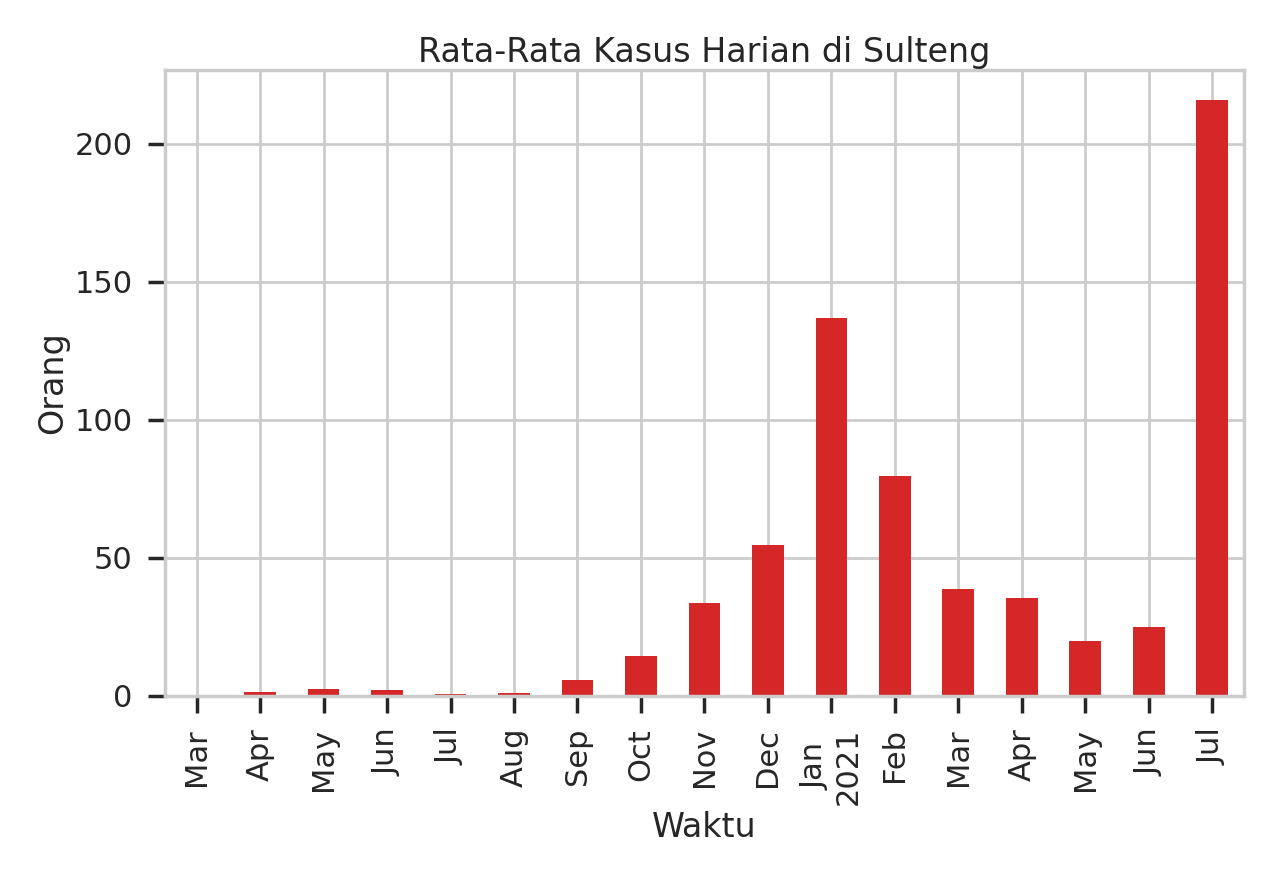 Rata-Rata Kasus Harian di Sulteng
200
150
100
50
0
Orang
Mar
Apr
May
Jun
Jul
Aug
Sep
Oct
Nov
Dec
Jan
2021
Feb
Mar
Apr
May
Jun
Jul
Waktu